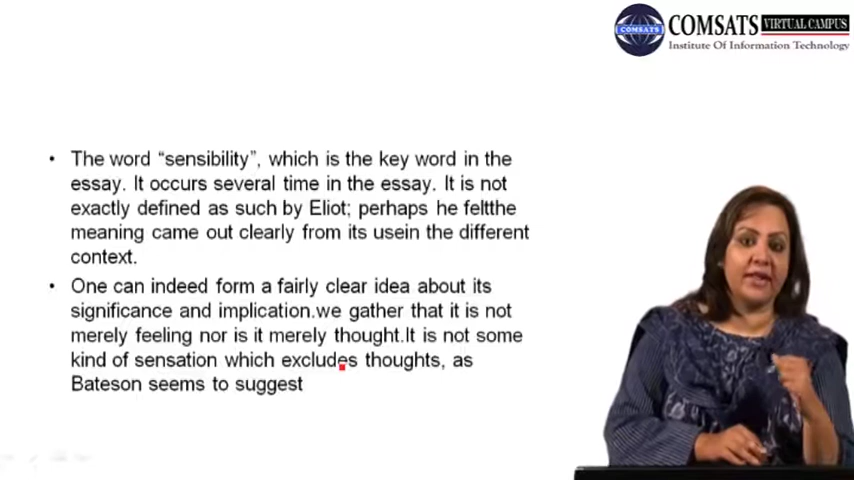 COMSATS COMSATS VIRTUAL CAMPUS
Institute Of Information Technology
• The word “sensibility”, which is the key word in the
essay. It occurs several time in the essay. It is not
exactly defined as such by Eliot; perhaps he feltthe
meaning came out clearly from its usein the different
context.
• One can indeed form a fairly clear idea about its
significance and implication.we gather that it is not
merely feeling nor is it merely thought.It is not some
kind of sensation which excludes thoughts, as
Bateson seems to suggest